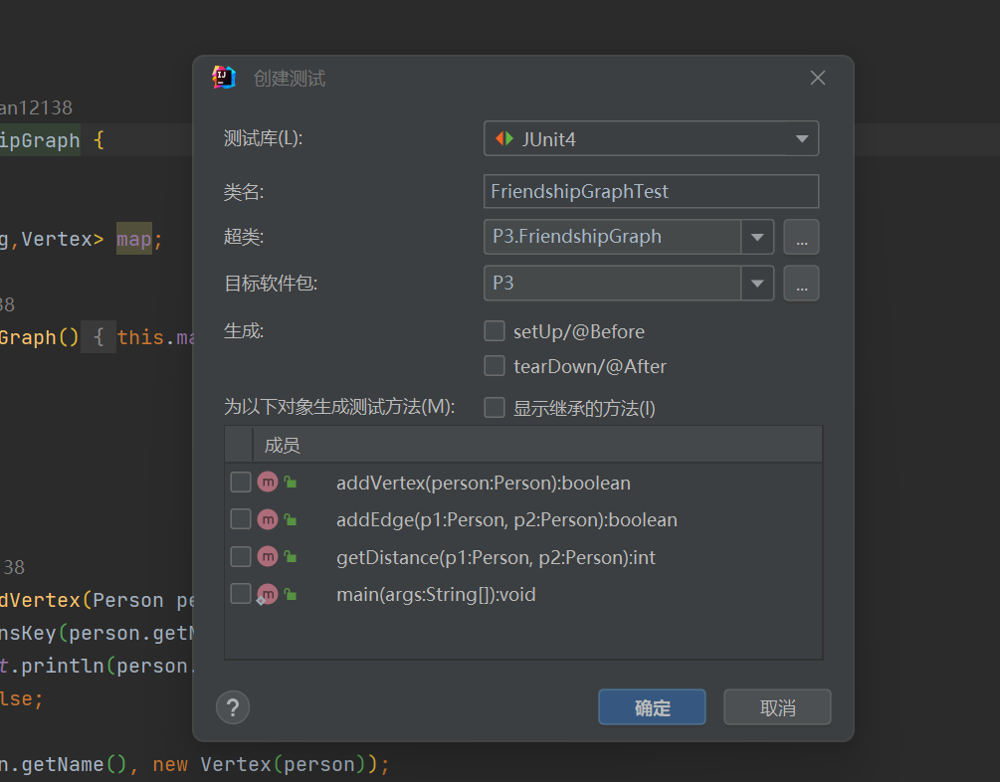 创建测试
an12138
ipGraph {
测试库(L):
JUnit4
类名:
FriendshipGraphTest
g,Vertex> map;
超类:
P3.FriendshipGraph
...
目标软件包:
P3
...
38
Graph() { this.ma
生成:
setUp/@Before
tearDown/@After
为以下对象生成测试方法(M):
显示继承的方法(I)
成员
m addVertex(person:Person):boolean
m addEdge(p1:Person, p2:Person):boolean
m getDistance(p1:Person, p2:Person):int
m main(args:String[]):void
38
dVertex(Person pe
nsKey(person.getN
t.println(person.
lse;
?
确定
取消
n.getName(), new Vertex(person));